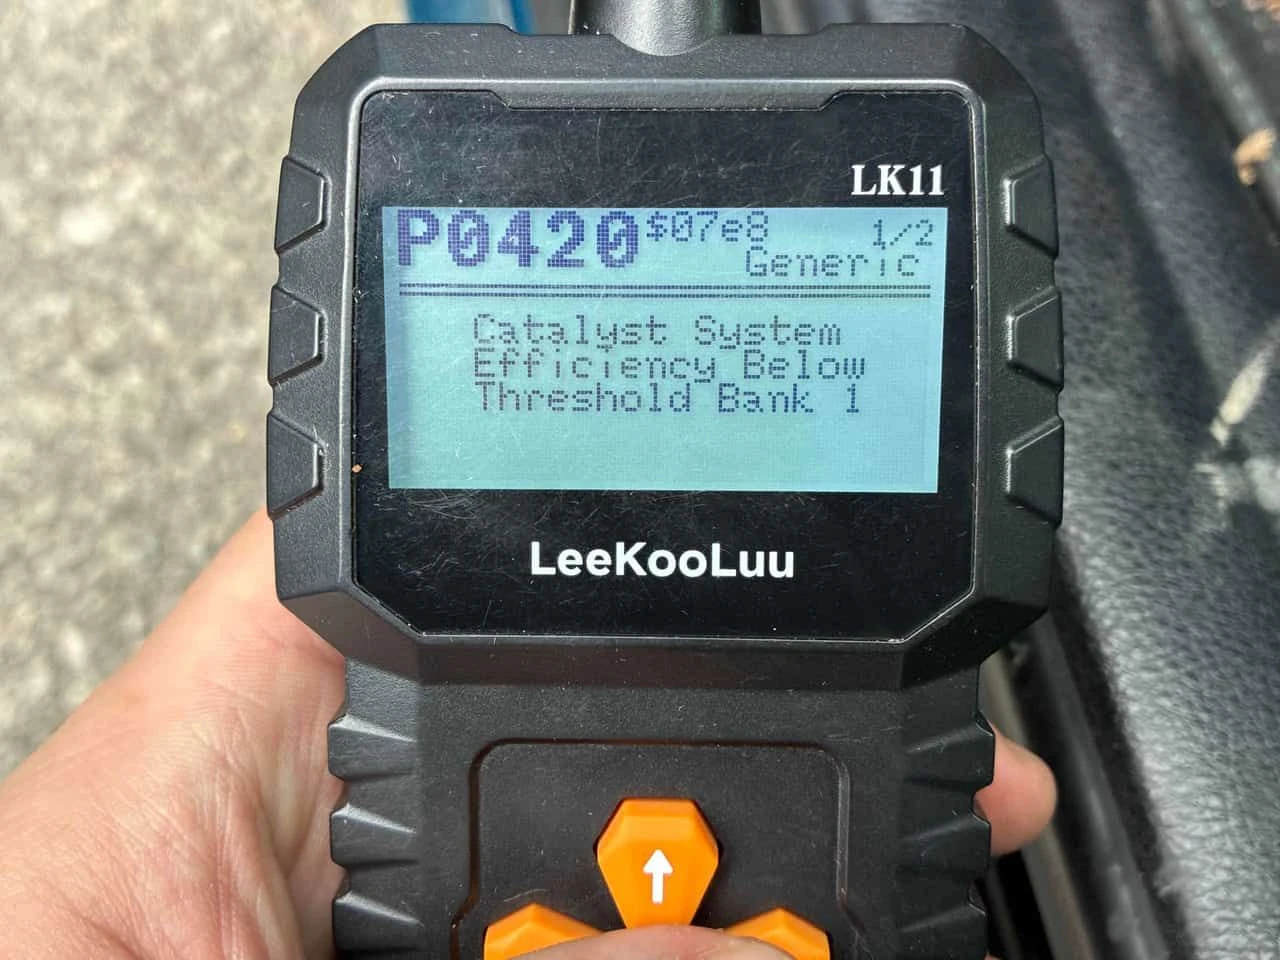 LK11
P0420 $07e8 1/2
Generic
Catalyst System
Efficiency Below
Threshold Bank 1
LeeKooLuu